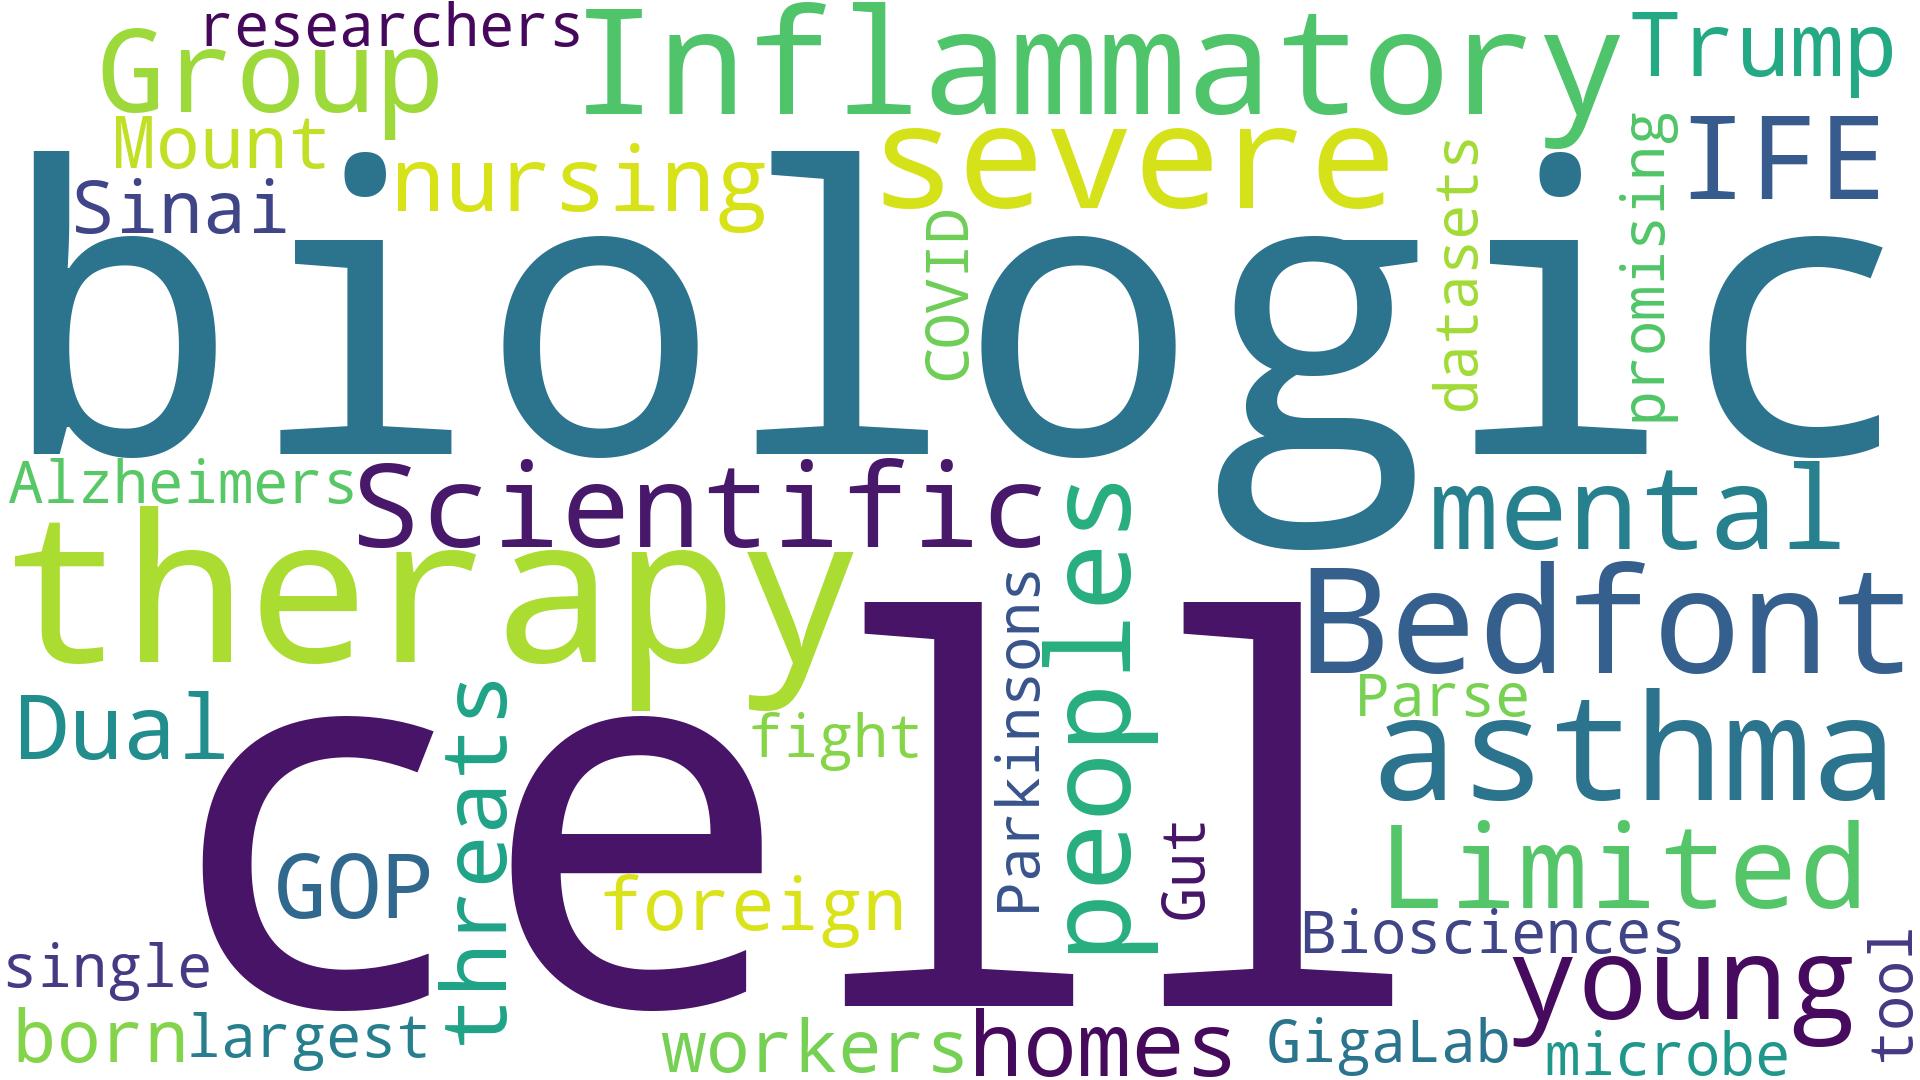 researchers
Inflammatory
Trump
Group
Mount
nursing
severe
datasets
promising
IFE
Sinai
COVID
biologic
Alzheimers
Scientific
peoples
mental
therapy
Bedfont
Parkinsons
Parse
Dual
threats
fight
asthma
cell
GOP
foreign
Gut
Limited
Biosciences
single
young
tool
born
largest
workers
homes
GigaLab
microbe